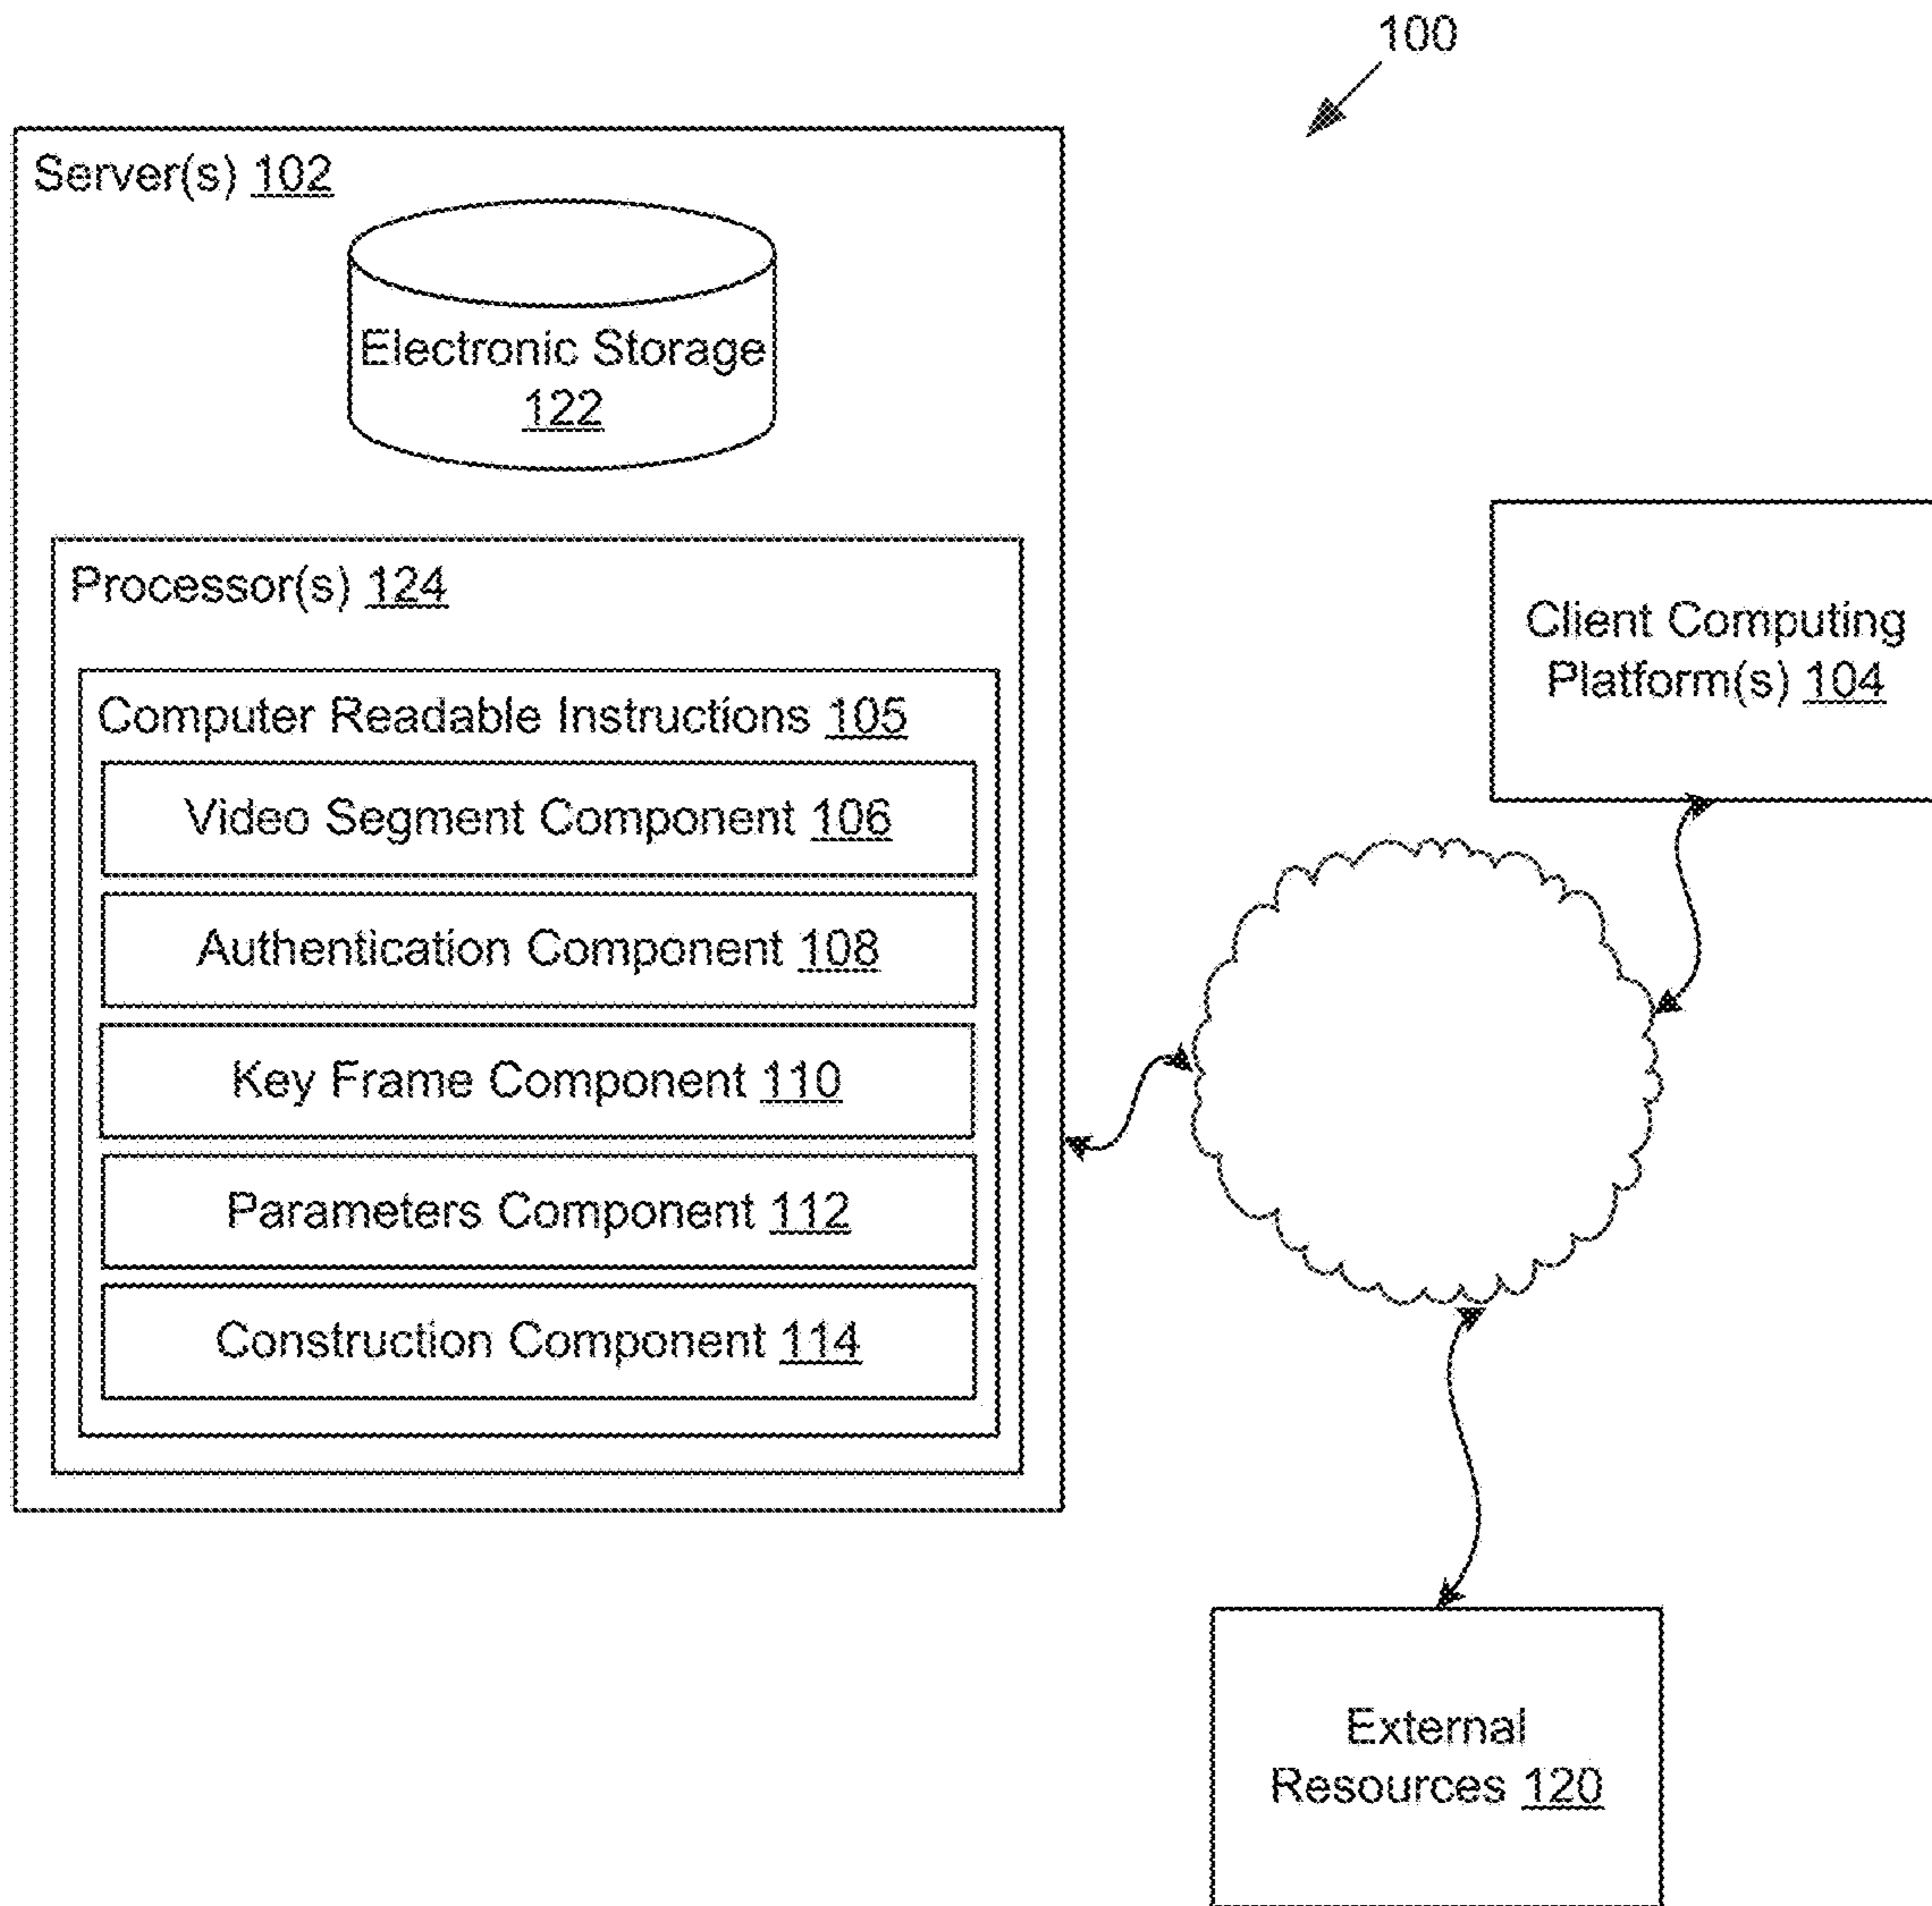 100
Server(s) 102
Electronic Storage
122
Processor(s) 124
Computer Readable Instructions 105
Video Segment Component 106
Authentication Component 108
Key Frame Component 110
Parameters Component 112
Construction Component 114
Client Computing
Platform(s) 104
External
Resources 120